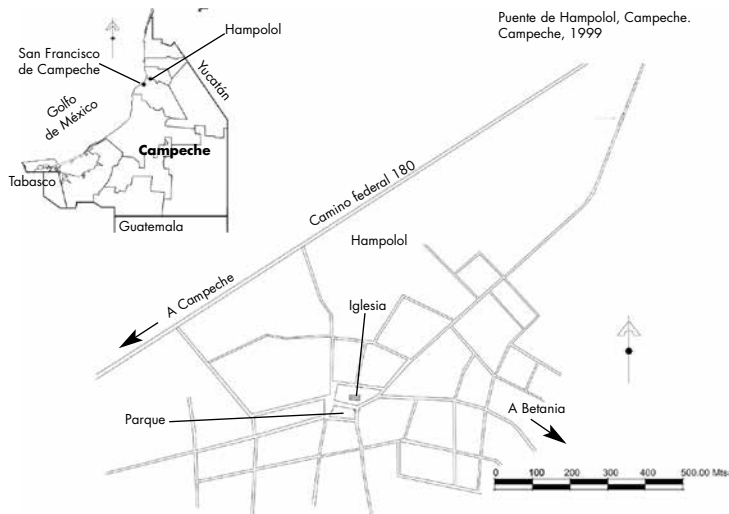 Puente de Hampolol, Campeche.
Campeche, 1999
Hampolol
San Francisco
de Campeche
Yucatán
Golfo
de México
Campeche
Tabasco
Guatemala
Camino federal 180
Hampolol
A Campeche
Iglesia
Parque
A Betania
0 100 200 300 400 500.00 Mts